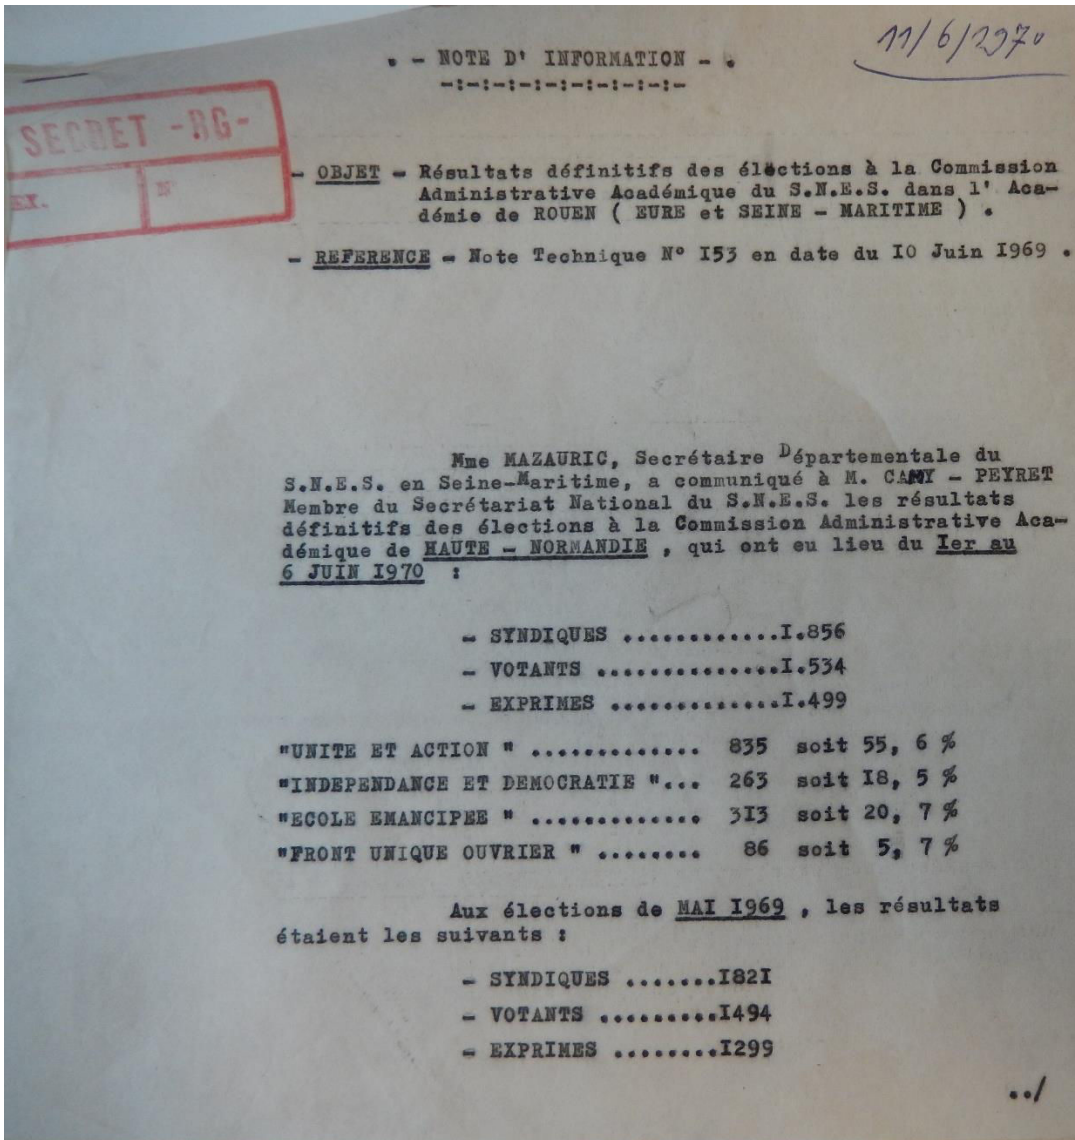 11/6/1970
. - NOTE D' INFORMATION - .
-:-:-:-:-:-:-:-:-:-:-
SECRET -RG-
EX. N°
- OBJET - Résultats définitifs des élections à la Commission
Administrative Académique du S.N.E.S. dans l' Aca-
démie de ROUEN ( EURE et SEINE - MARITIME ) .
- REFERENCE - Note Technique N° I53 en date du IO Juin I969 .
Mme MAZAURIC, Secrétaire Départementale du
S.N.E.S. en Seine-Maritime, a communiqué à M. CAMY - PEYRET
Membre du Secrétariat National du S.N.E.S. les résultats
définitifs des élections à la Commission Administrative Aca-
démique de HAUTE - NORMANDIE , qui ont eu lieu du Ier au
6 JUIN I970 :
- SYNDIQUES .............I.856
- VOTANTS ...............I.534
- EXPRIMES ..............I.499
"UNITE ET ACTION " ............. 835 soit 55, 6 %
"INDEPENDANCE ET DEMOCRATIE "... 263 soit I8, 5 %
"ECOLE EMANCIPEE " ............. 3I3 soit 20, 7 %
"FRONT UNIQUE OUVRIER " ........ 86 soit 5, 7 %
Aux élections de MAI I969 , les résultats
étaient les suivants :
- SYNDIQUES .......I82I
- VOTANTS ..........I494
- EXPRIMES ........I299
../